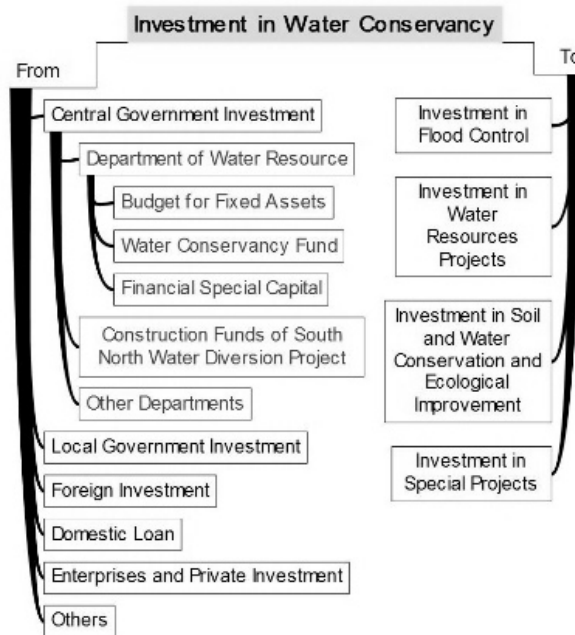 Investment in Water Conservancy
From
To
Central Government Investment
Department of Water Resource
Budget for Fixed Assets
Water Conservancy Fund
Financial Special Capital
Construction Funds of South
North Water Diversion Project
Other Departments
Local Government Investment
Foreign Investment
Domestic Loan
Enterprises and Private Investment
Others
Investment in
Flood Control
Investment in
Water
Resources
Projects
Investment in Soil
and Water
Conservation and
Ecological
Improvement
Investment in
Special Projects